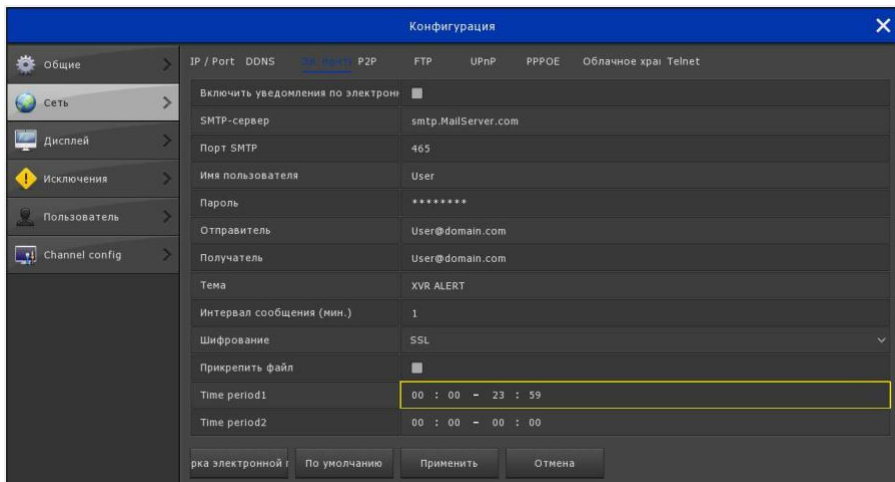 Конфигурация
Общие
Сеть
Дисплей
Исключения
Пользователь
Channel config
IP / Port DDNS P2P FTP UPnP PPPOE Облачное храı Telnet
Включить уведомления по электронн
SMTP-сервер smtp.MailServer.com
Порт SMTP 465
Имя пользователя User
Пароль ********
Отправитель User@domain.com
Получатель User@domain.com
Тема XVR ALERT
Интервал сообщения (мин.) 1
Шифрование SSL
Прикрепить файл
Time period1 00 : 00 - 23 : 59
Time period2 00 : 00 - 00 : 00
рка электронной п По умолчанию Применить Отмена